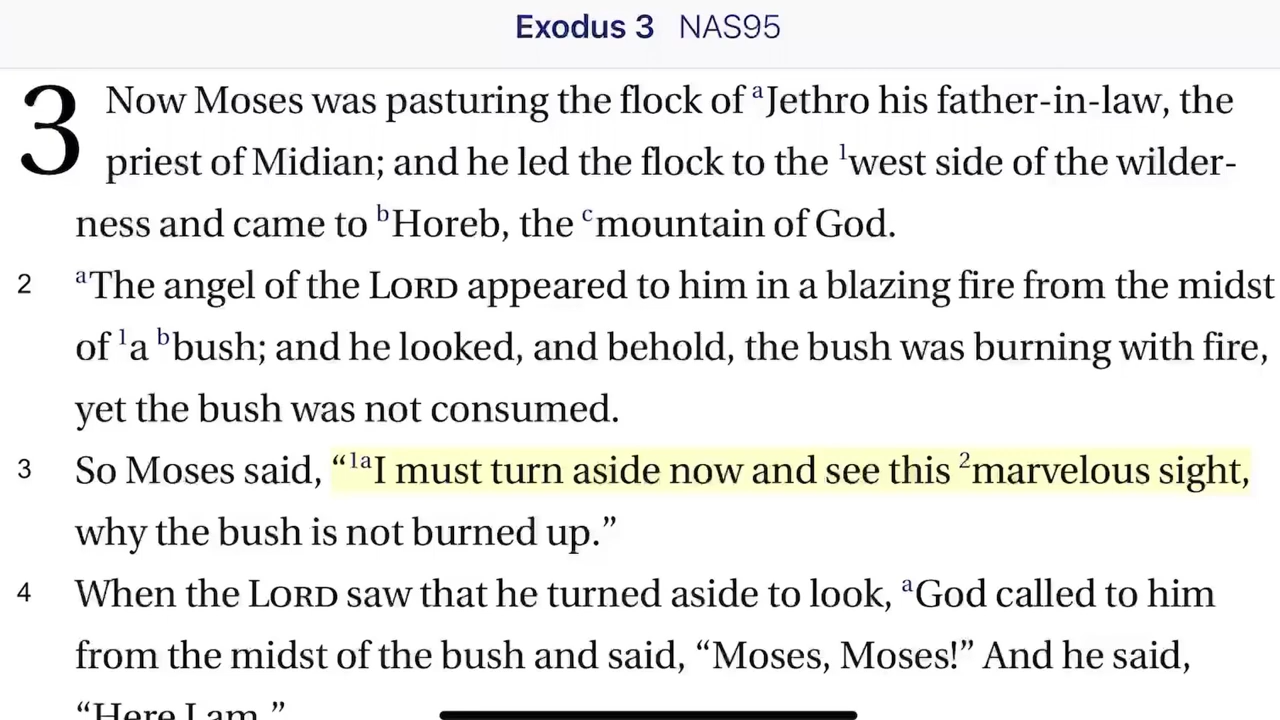 Exodus 3 NAS95
3 Now Moses was pasturing the flock of aJethro his father-in-law, the
priest of Midian; and he led the flock to the 1west side of the wilder-
ness and came to bHoreb, the cmountain of God.
2 aThe angel of the LORD appeared to him in a blazing fire from the midst
of 1a bbush; and he looked, and behold, the bush was burning with fire,
yet the bush was not consumed.
3 So Moses said, “1aI must turn aside now and see this 2marvelous sight,
why the bush is not burned up.”
4 When the LORD saw that he turned aside to look, aGod called to him
from the midst of the bush and said, “Moses, Moses!” And he said,
“Here I am.”